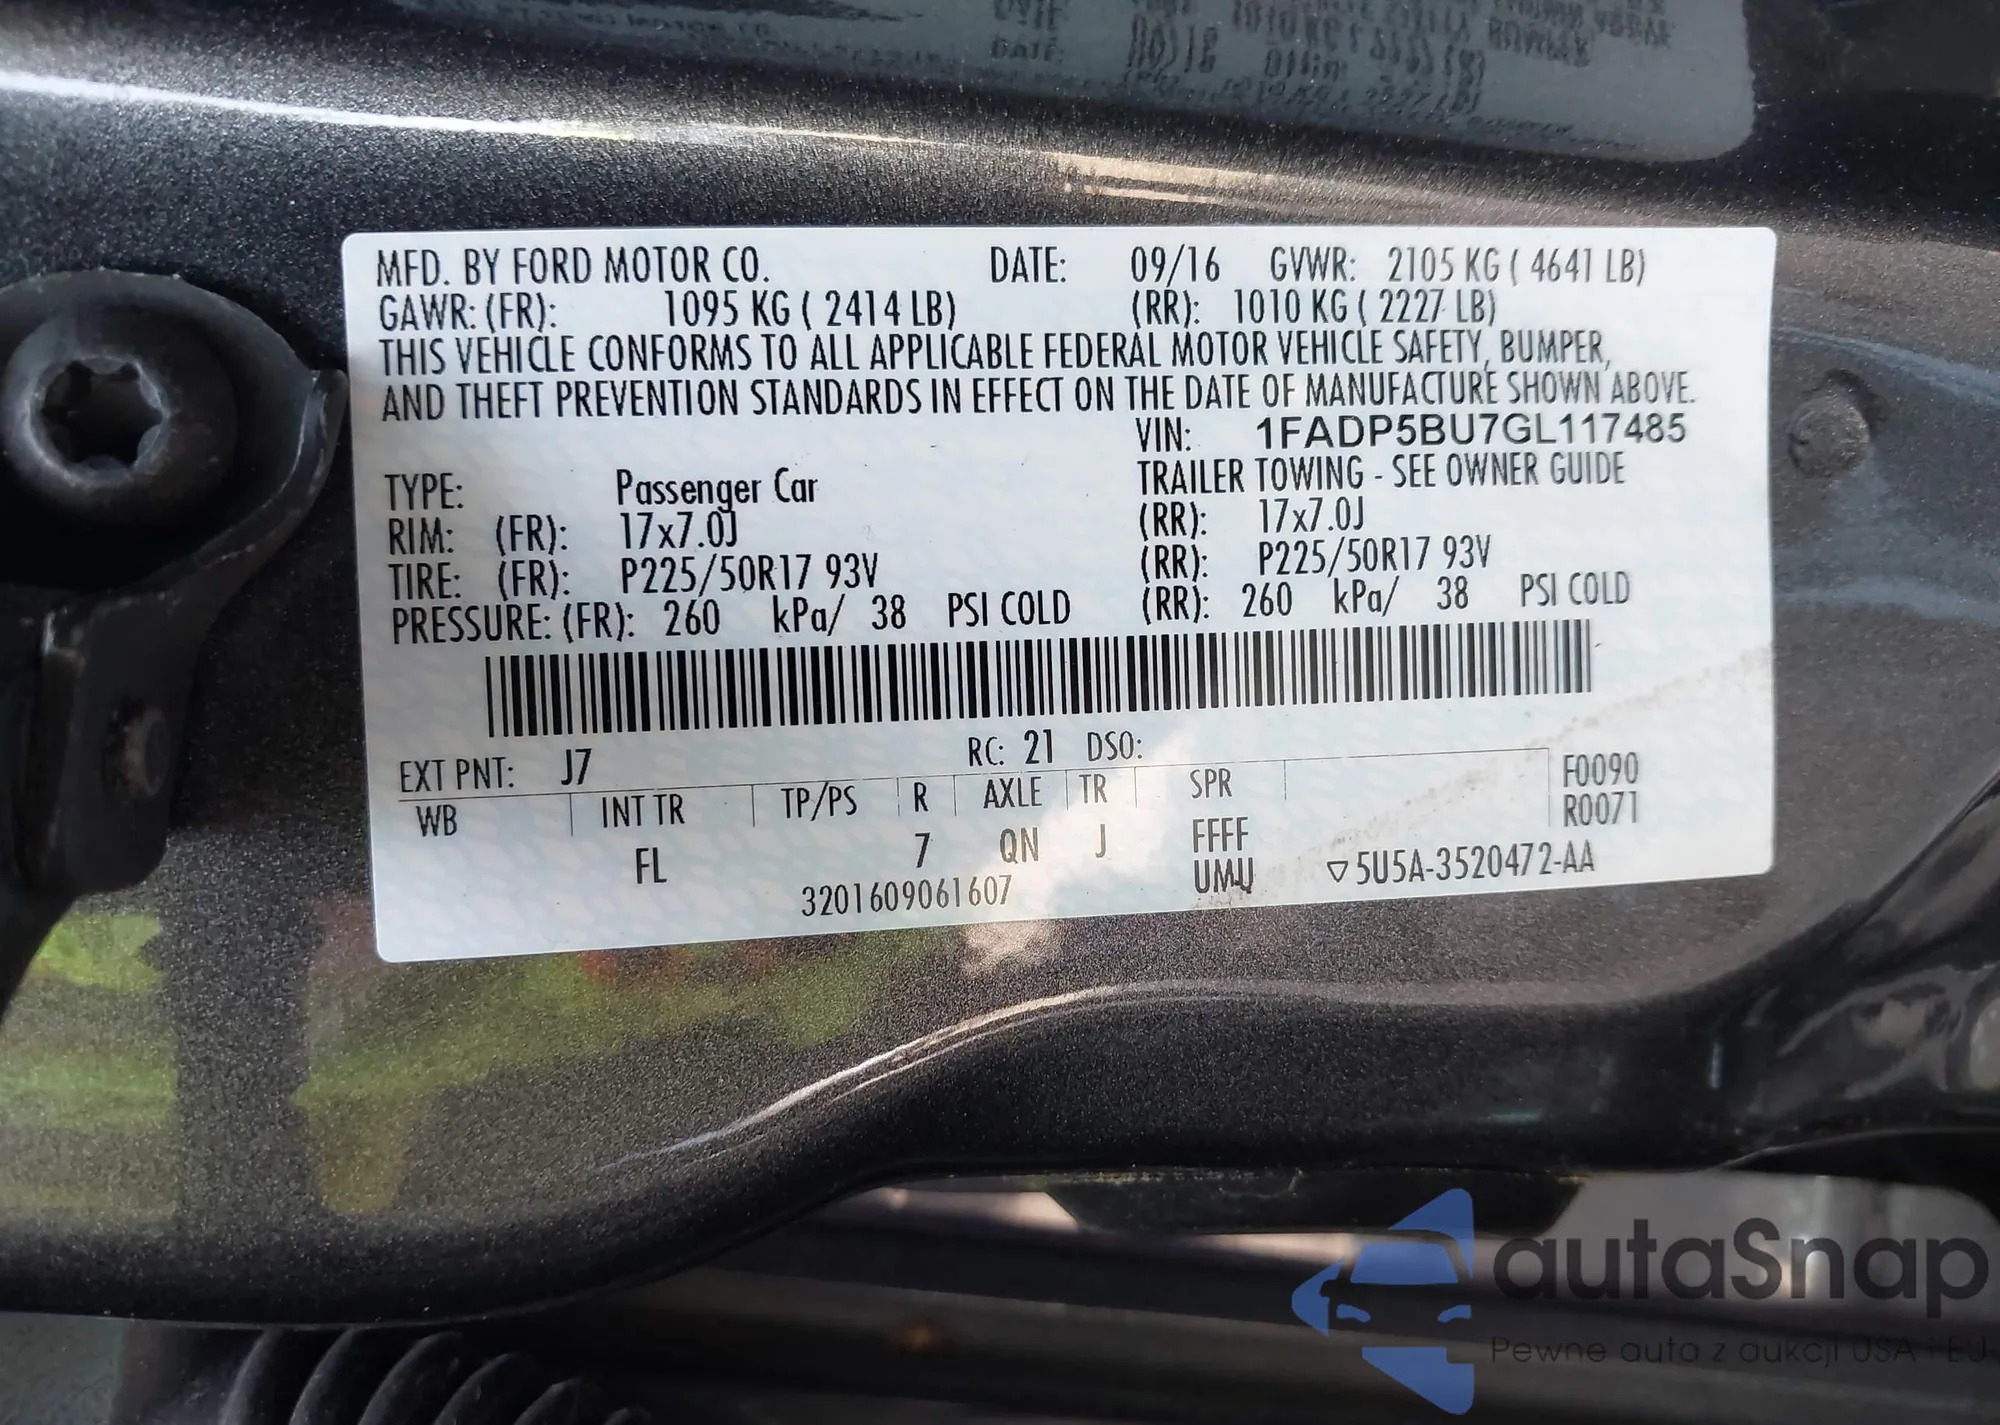 MFD. BY FORD MOTOR CO. DATE: 09/16 GVWR: 2105 KG ( 4641 LB)
GAWR: (FR): 1095 KG ( 2414 LB) (RR): 1010 KG ( 2227 LB)
THIS VEHICLE CONFORMS TO ALL APPLICABLE FEDERAL MOTOR VEHICLE SAFETY, BUMPER,
AND THEFT PREVENTION STANDARDS IN EFFECT ON THE DATE OF MANUFACTURE SHOWN ABOVE.
VIN: 1FADP5BU7GL117485
TYPE: Passenger Car TRAILER TOWING - SEE OWNER GUIDE
RIM: (FR): 17x7.0J (RR): 17x7.0J
TIRE: (FR): P225/50R17 93V (RR): P225/50R17 93V
PRESSURE: (FR): 260 kPa/ 38 PSI COLD (RR): 260 kPa/ 38 PSI COLD
EXT PNT: J7 RC: 21 DSO:
WB INT TR TP/PS R AXLE TR SPR F0090
R0071
FL 7 QN J FFFF
UMU ▽5U5A-3520472-AA
3201609061607
autaSnap
Pewne auta z aukcji USA i EU